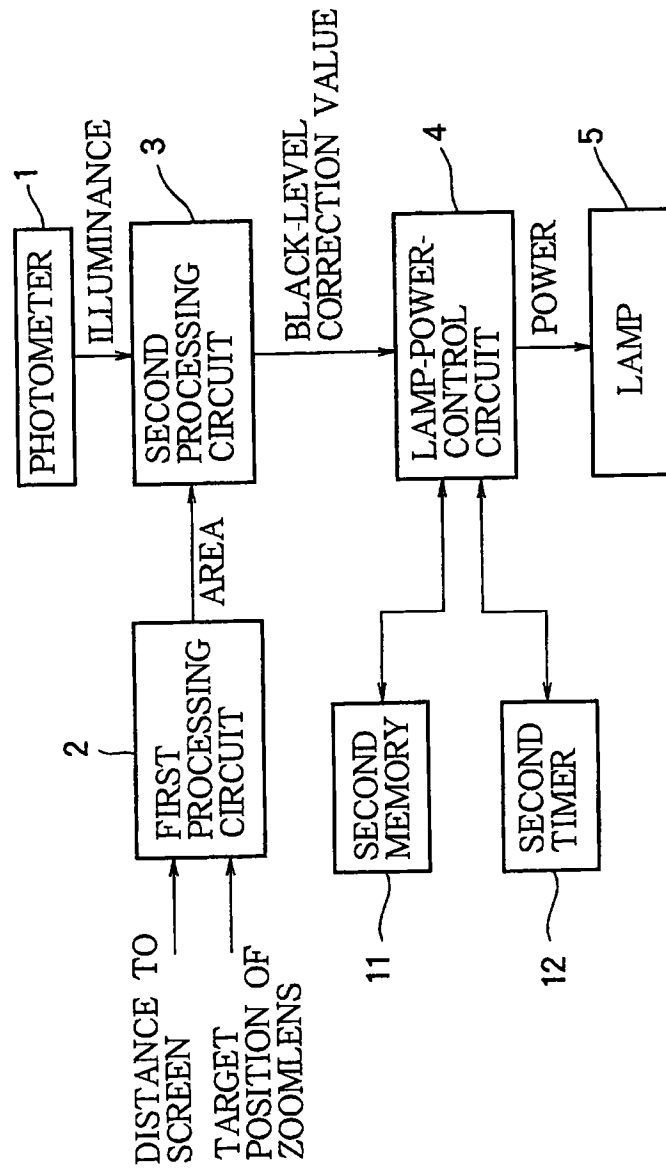 DISTANCE TO
SCREEN
TARGET
POSITION OF
ZOOMLENS
2
FIRST
PROCESSING
CIRCUIT
AREA
PHOTOMETER
1
ILLUMINANCE
SECOND
PROCESSING
CIRCUIT
3
BLACK-LEVEL
CORRECTION VALUE
SECOND
MEMORY
11
SECOND
TIMER
12
LAMP-POWER-
CONTROL
CIRCUIT
4
POWER
LAMP
5